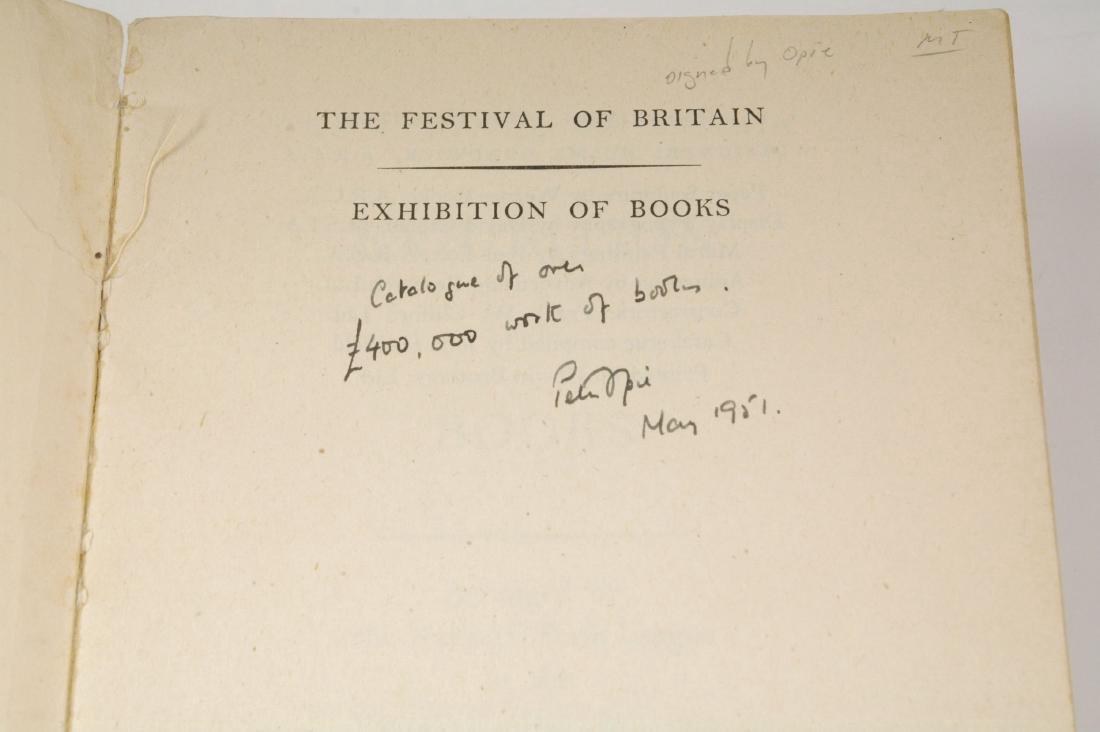 signed by Opie
THE FESTIVAL OF BRITAIN
EXHIBITION OF BOOKS
Catalogue of over
£400,000 worth of books.
Peter Opie
May 1951.